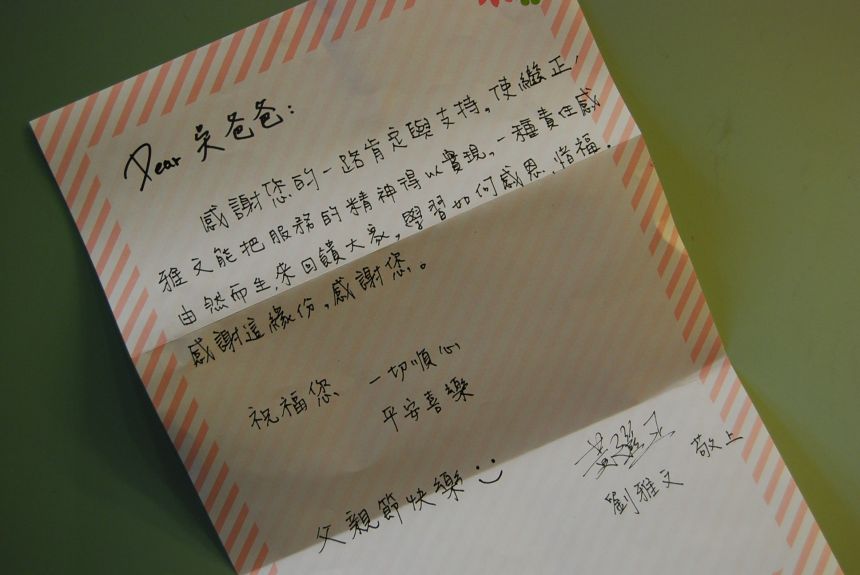 Dear 吳爸爸:
感謝您的一路肯定與支持,使繼正、
雅文能把服務的精神得以實現,一種責任感
由然而生,來回饋大眾,學習如何感恩、惜福。
感謝這緣份,感謝您。
祝福您、一切順心
平安喜樂
父親節快樂
黃繼正
劉雅文 敬上